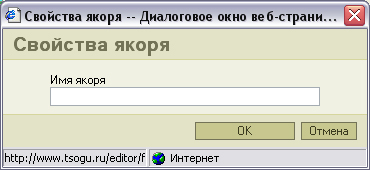 Свойства якоря -- Диалоговое окно веб-страни...
Свойства якоря
Имя якоря
OK Отмена
http://www.tsogu.ru/editor/f Интернет